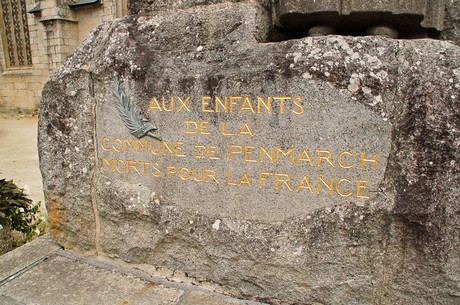 AUX ENFANTS
DE LA
COMMUNE DE PENMARC'H
MORTS POUR LA FRANCE